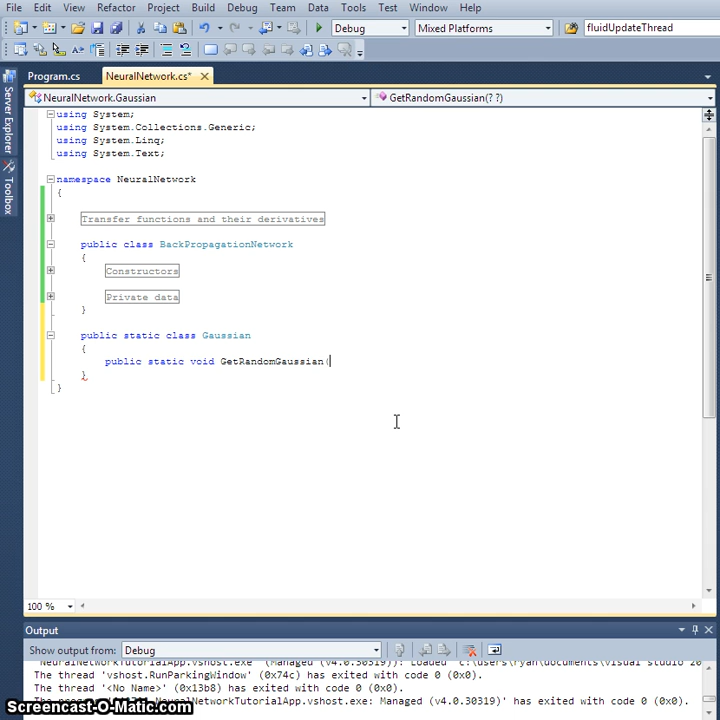 File Edit View Refactor Project Build Debug Team Data Tools Test Window Help
Debug Mixed Platforms fluidUpdateThread
Program.cs NeuralNetwork.cs*
NeuralNetwork.Gaussian GetRandomGaussian(? ?)
Server Explorer
Toolbox
using System;
using System.Collections.Generic;
using System.Linq;
using System.Text;
namespace NeuralNetwork
{
Transfer functions and their derivatives
public class BackPropagationNetwork
{
Constructors
Private data
}
public static class Gaussian
{
public static void GetRandomGaussian(
}
}
100 %
Output
Show output from: Debug
'NeuralNetworkTutorialApp.vshost.exe' (Managed (v4.0.30319)): Loaded 'c:\users\ryan\documents\visual studio 20
The thread 'vshost.RunParkingWindow' (0x74c) has exited with code 0 (0x0).
The thread '<No Name>' (0x13b8) has exited with code 0 (0x0).
NeuralNetworkTutorialApp.vshost.exe: Managed (v4.0.30319)' has exited with code 0 (0x0).
Screencast-O-Matic.com